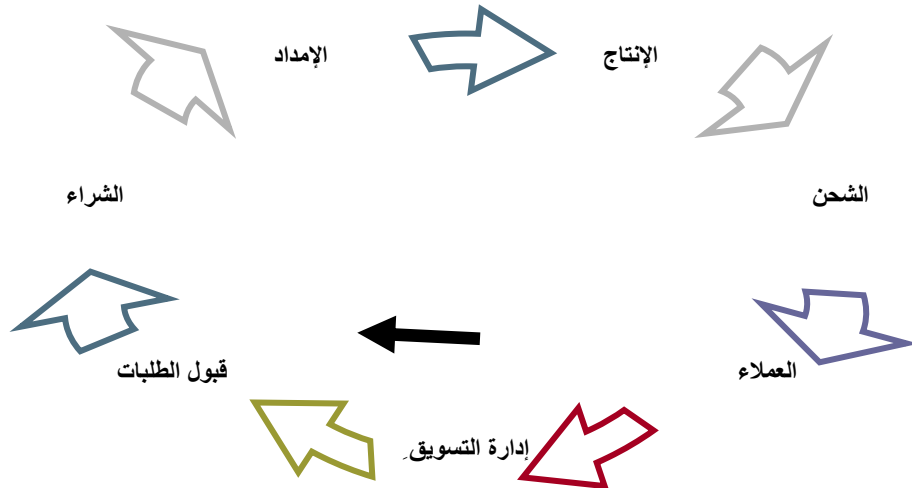 الإمداد
الإنتاج
الشراء
الشحن
قبول الطلبات
العملاء
إدارة التسويقِ